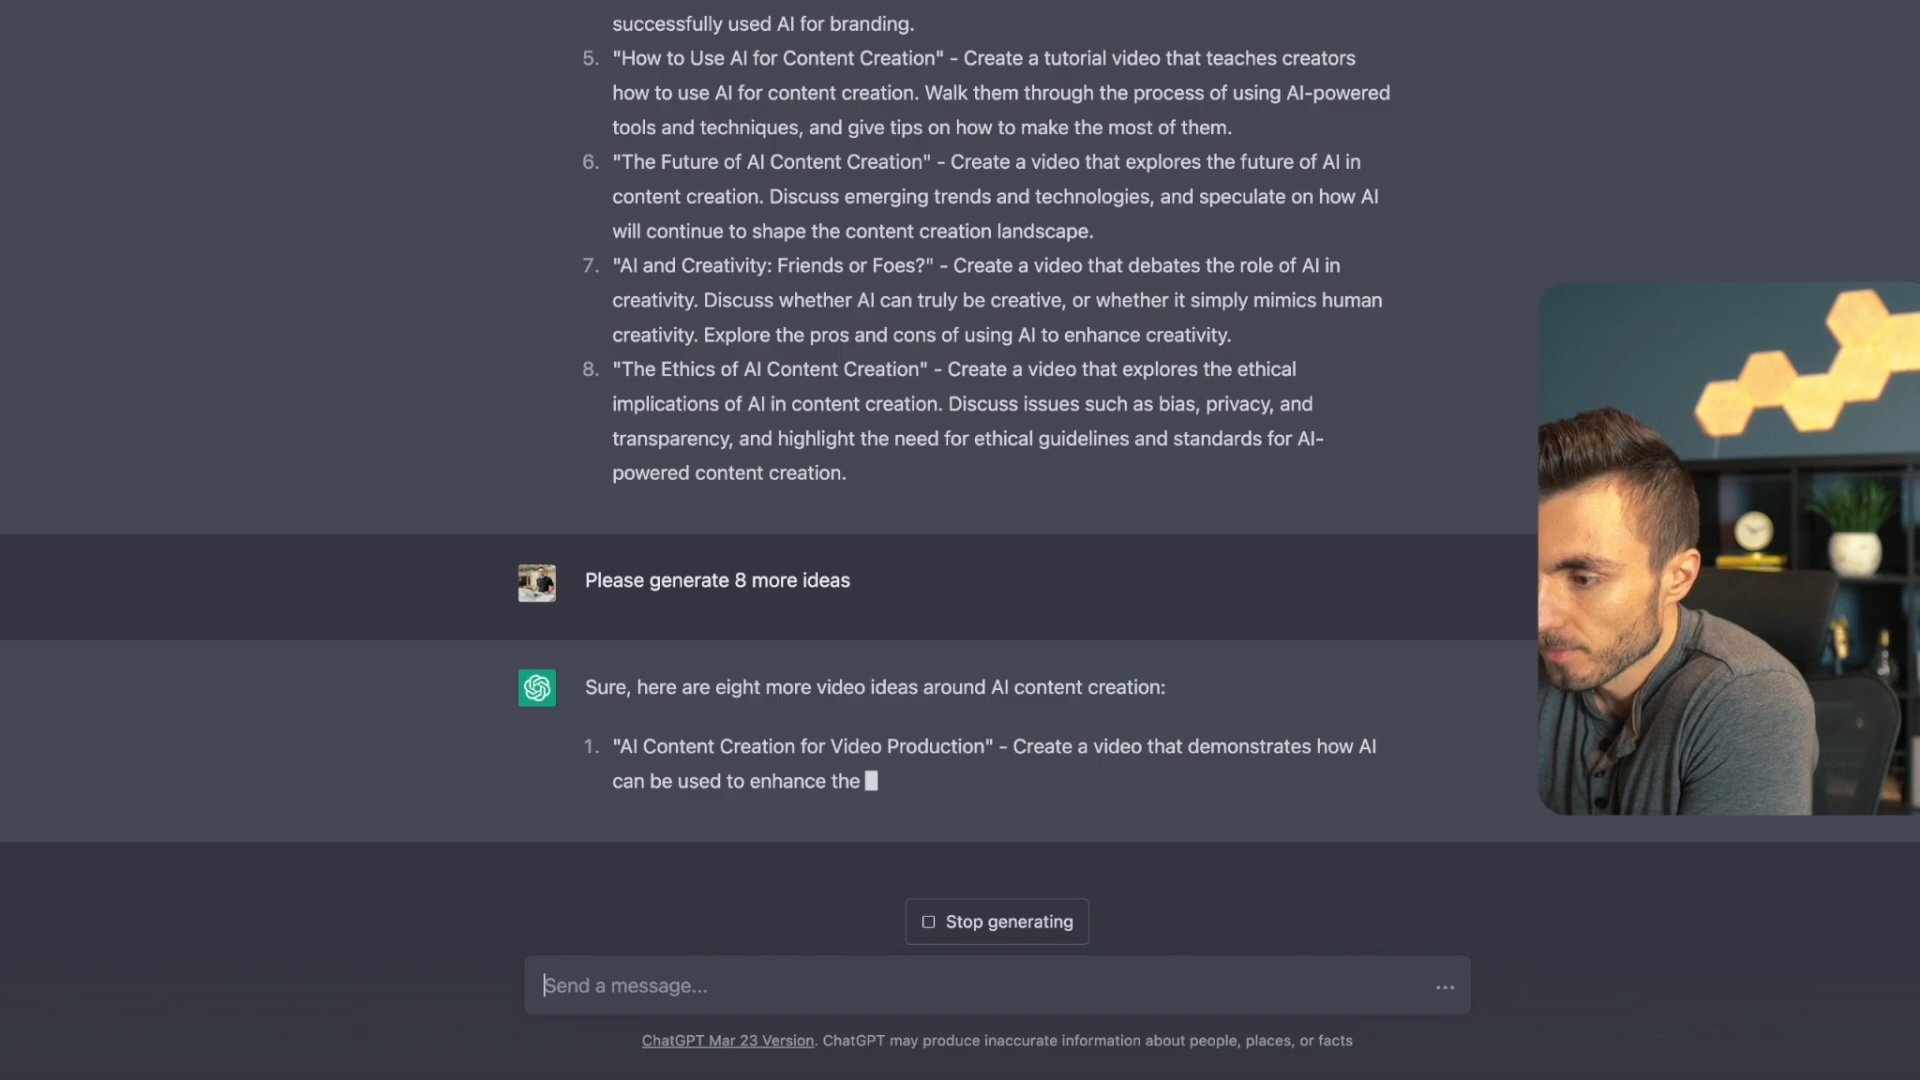 successfully used AI for branding.
5. "How to Use AI for Content Creation" - Create a tutorial video that teaches creators
how to use AI for content creation. Walk them through the process of using AI-powered
tools and techniques, and give tips on how to make the most of them.
6. "The Future of AI Content Creation" - Create a video that explores the future of AI in
content creation. Discuss emerging trends and technologies, and speculate on how AI
will continue to shape the content creation landscape.
7. "AI and Creativity: Friends or Foes?" - Create a video that debates the role of AI in
creativity. Discuss whether AI can truly be creative, or whether it simply mimics human
creativity. Explore the pros and cons of using AI to enhance creativity.
8. "The Ethics of AI Content Creation" - Create a video that explores the ethical
implications of AI in content creation. Discuss issues such as bias, privacy, and
transparency, and highlight the need for ethical guidelines and standards for AI-
powered content creation.
Please generate 8 more ideas
Sure, here are eight more video ideas around AI content creation:
1. "AI Content Creation for Video Production" - Create a video that demonstrates how AI
can be used to enhance the
Stop generating
Send a message...
ChatGPT Mar 23 Version. ChatGPT may produce inaccurate information about people, places, or facts